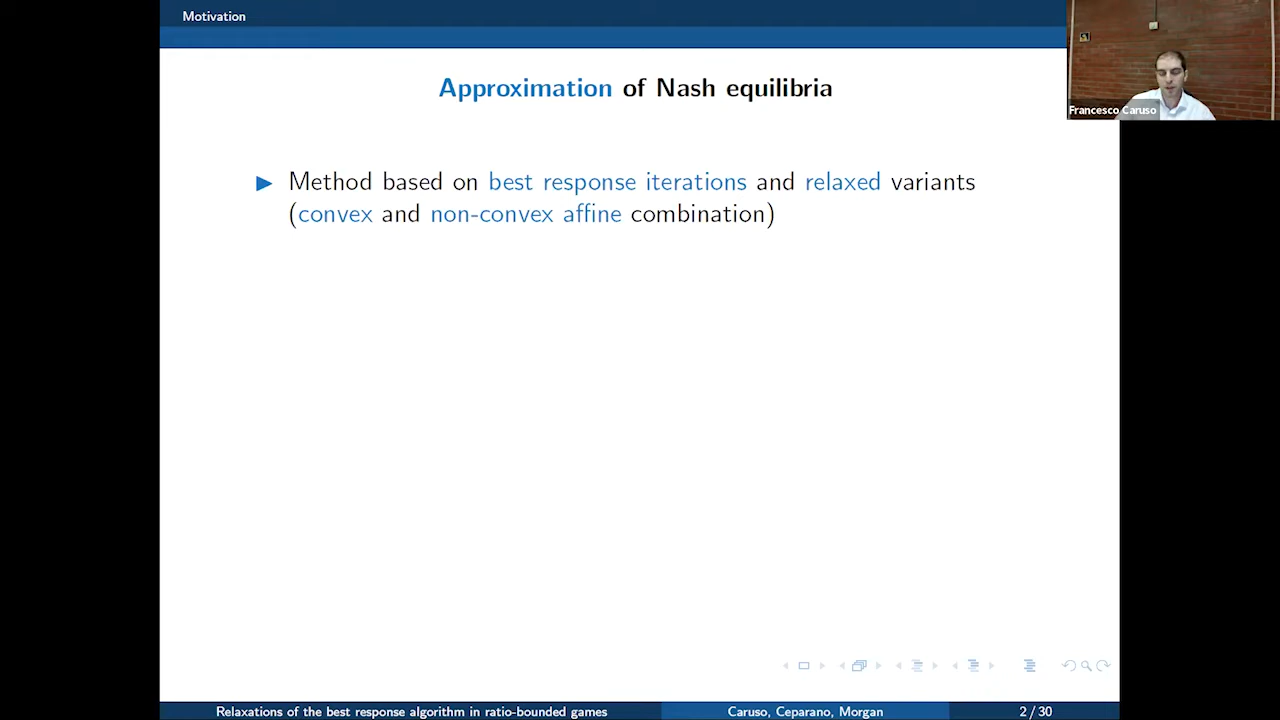 Motivation
Approximation of Nash equilibria
Francesco Caruso
Method based on best response iterations and relaxed variants
(convex and non-convex affine combination)
Relaxations of the best response algorithm in ratio-bounded games
Caruso, Ceparano, Morgan
2 / 30